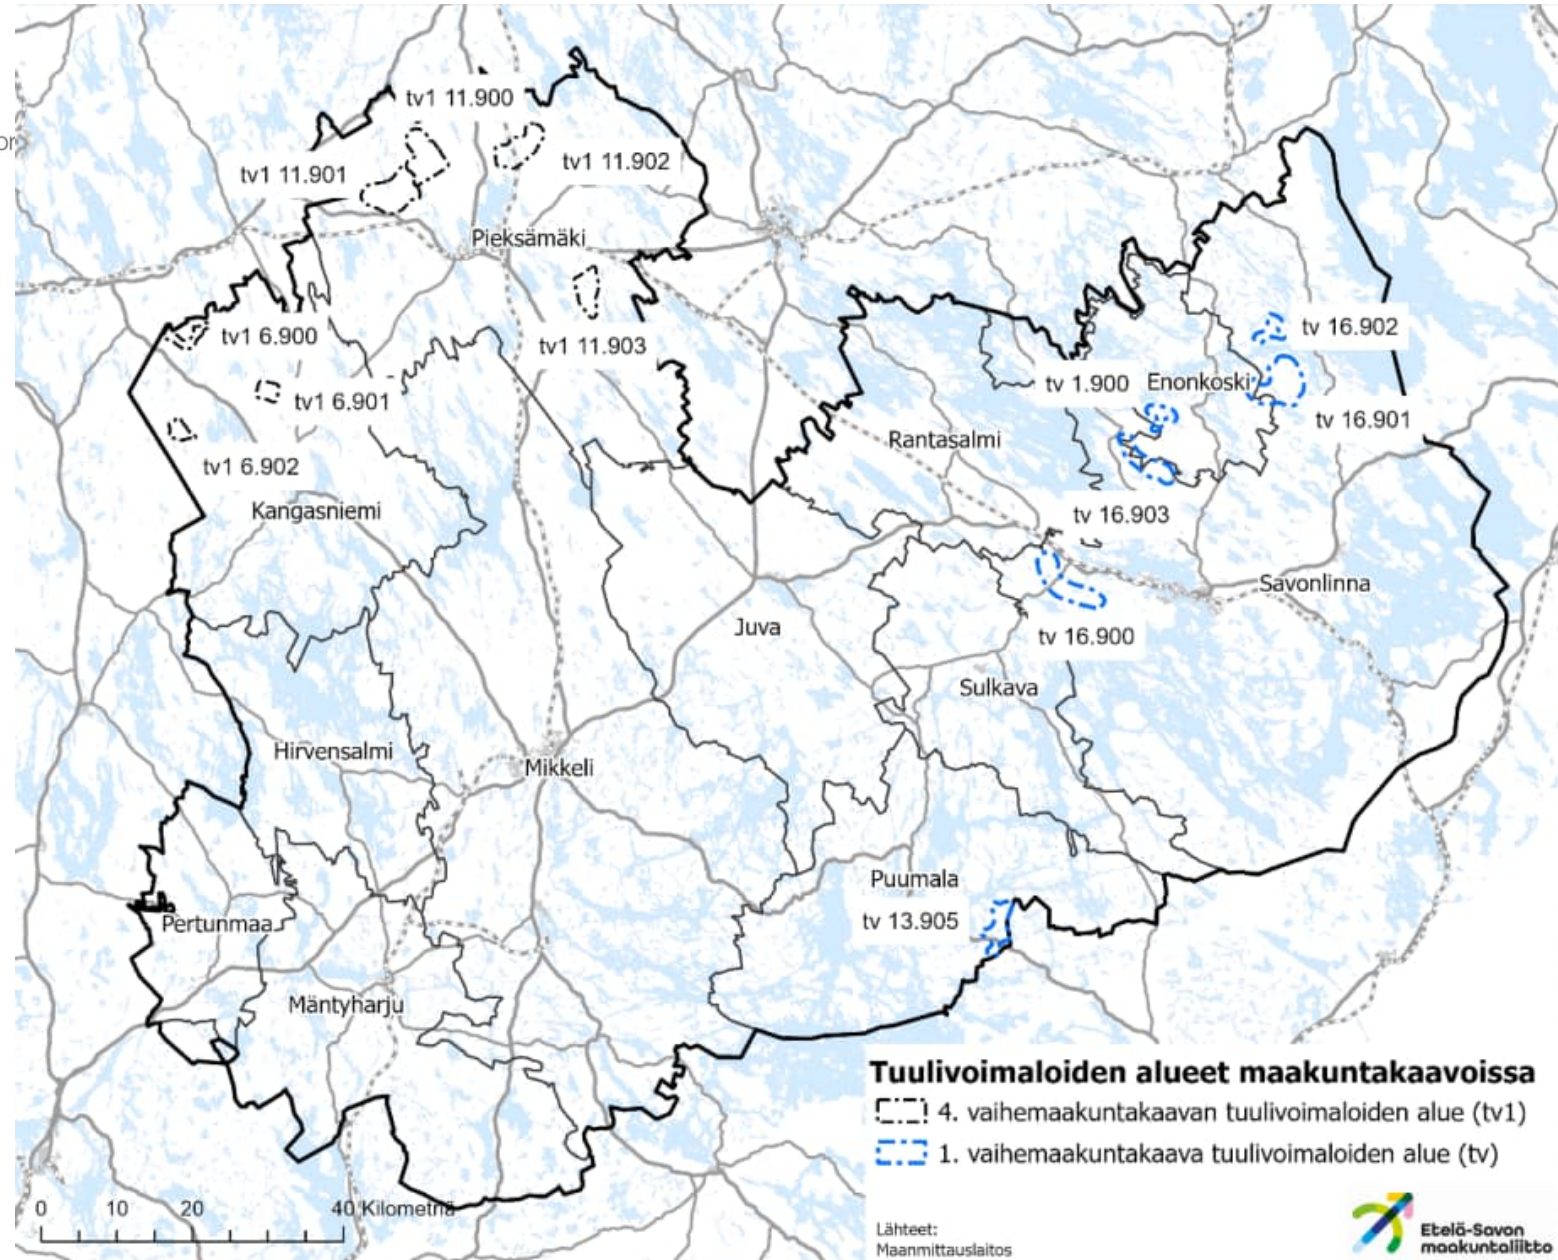 or
tv1 11.900
tv1 11.901
tv1 11.902
Pieksämäki
tv1 6.900
tv1 11.903
tv1 6.901
tv1 6.902
Kangasniemi
tv 16.902
tv 1.900
Enonkoski
tv 16.901
Rantasalmi
tv 16.903
Savonlinna
Juva
tv 16.900
Sulkava
Hirvensalmi
Mikkeli
Puumala
tv 13.905
Pertunmaa
Mäntyharju
Tuulivoimaloiden alueet maakuntakaavoissa
4. vaihemaakuntakaavan tuulivoimaloiden alue (tv1)
1. vaihemaakuntakaava tuulivoimaloiden alue (tv)
0 10 20 40 Kilometriä
Lähteet:
Maanmittauslaitos
Etelä-Savon
maakuntaliitto